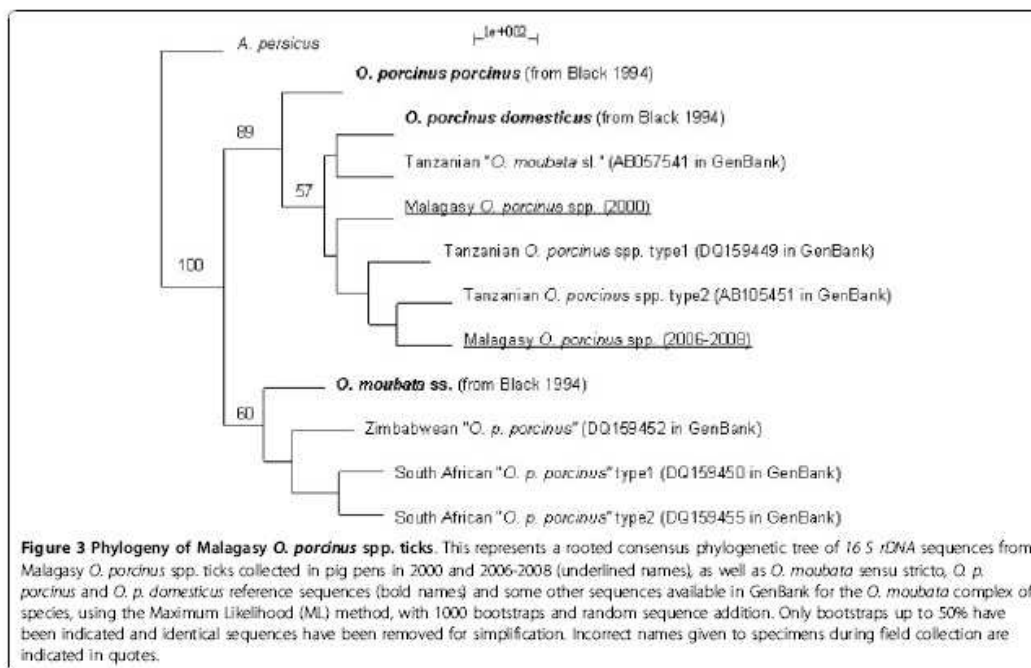 A. persicus
1e+002
O. porcinus porcinus (from Black 1994)
O. porcinus domesticus (from Black 1994)
89
Tanzanian "O. moubata sl." (AB057541 in GenBank)
57
Malagasy O. porcinus spp. (2000)
Tanzanian O. porcinus spp. type1 (DQ159449 in GenBank)
100
Tanzanian O. porcinus spp. type2 (AB105451 in GenBank)
Malagasy O. porcinus spp. (2006-2008)
O. moubata ss. (from Black 1994)
60
Zimbabwean "O. p. porcinus" (DQ159452 in GenBank)
South African "O. p. porcinus" type1 (DQ159450 in GenBank)
South African "O. p. porcinus" type2 (DQ159455 in GenBank)
Figure 3 Phylogeny of Malagasy O. porcinus spp. ticks. This represents a rooted consensus phylogenetic tree of 16 S rDNA sequences from
Malagasy O. porcinus spp. ticks collected in pig pens in 2000 and 2006-2008 (underlined names), as well as O. moubata sensu stricto, O. p.
porcinus and O. p. domesticus reference sequences (bold names) and some other sequences available in GenBank for the O. moubata complex of
species, using the Maximum Likelihood (ML) method, with 1000 bootstraps and random sequence addition. Only bootstraps up to 50% have
been indicated and identical sequences have been removed for simplification. Incorrect names given to specimens during field collection are
indicated in quotes.